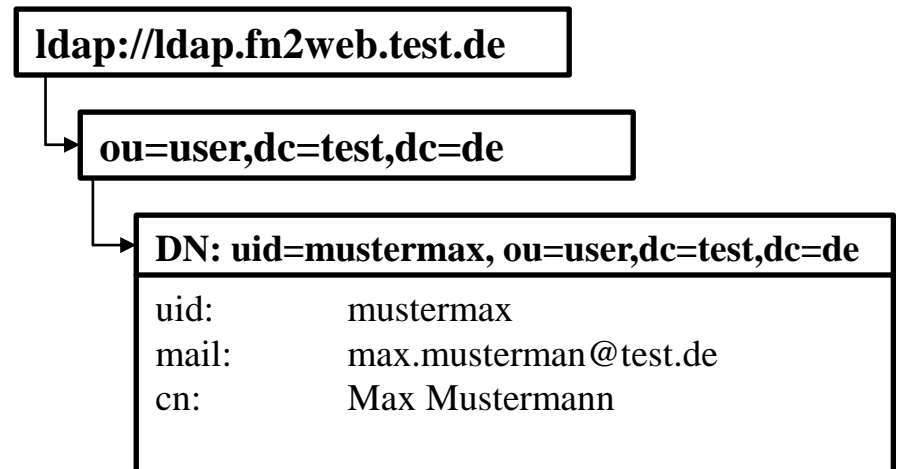 ldap://ldap.fn2web.test.de
ou=user,dc=test,dc=de
DN: uid=mustermax, ou=user,dc=test,dc=de
uid: mustermax
mail: max.musterman@test.de
cn: Max Mustermann